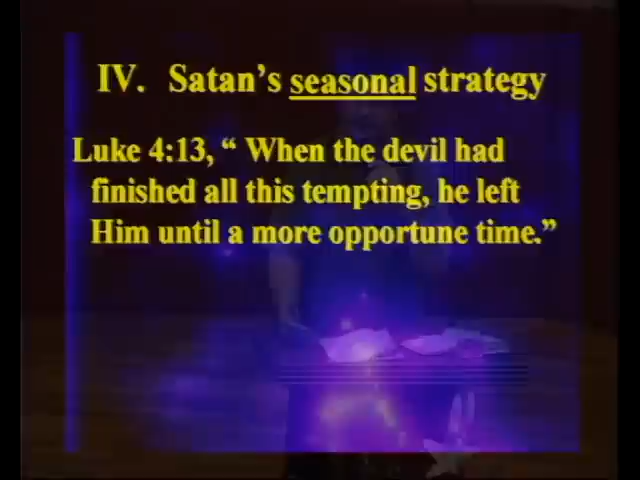 IV. Satan's seasonal strategy
Luke 4:13, “ When the devil had
finished all this tempting, he left
Him until a more opportune time.”